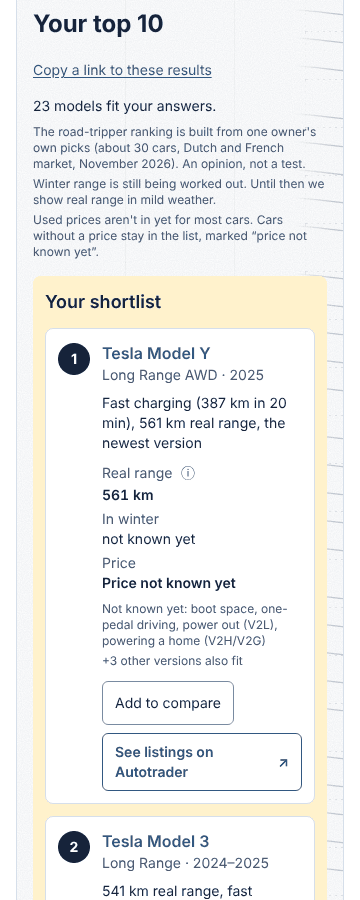 Your top 10
Copy a link to these results
23 models fit your answers.
The road-tripper ranking is built from one owner's
own picks (about 30 cars, Dutch and French
market, November 2026). An opinion, not a test.
Winter range is still being worked out. Until then we
show real range in mild weather.
Used prices aren't in yet for most cars. Cars
without a price stay in the list, marked “price not
known yet”.
Your shortlist
1
Tesla Model Y
Long Range AWD · 2025
Fast charging (387 km in 20
min), 561 km real range, the
newest version
Real range ⓘ
561 km
In winter
not known yet
Price
Price not known yet
Not known yet: boot space, one-
pedal driving, power out (V2L),
powering a home (V2H/V2G)
+3 other versions also fit
Add to compare
See listings on
Autotrader
2
Tesla Model 3
Long Range · 2024–2025
541 km real range, fast